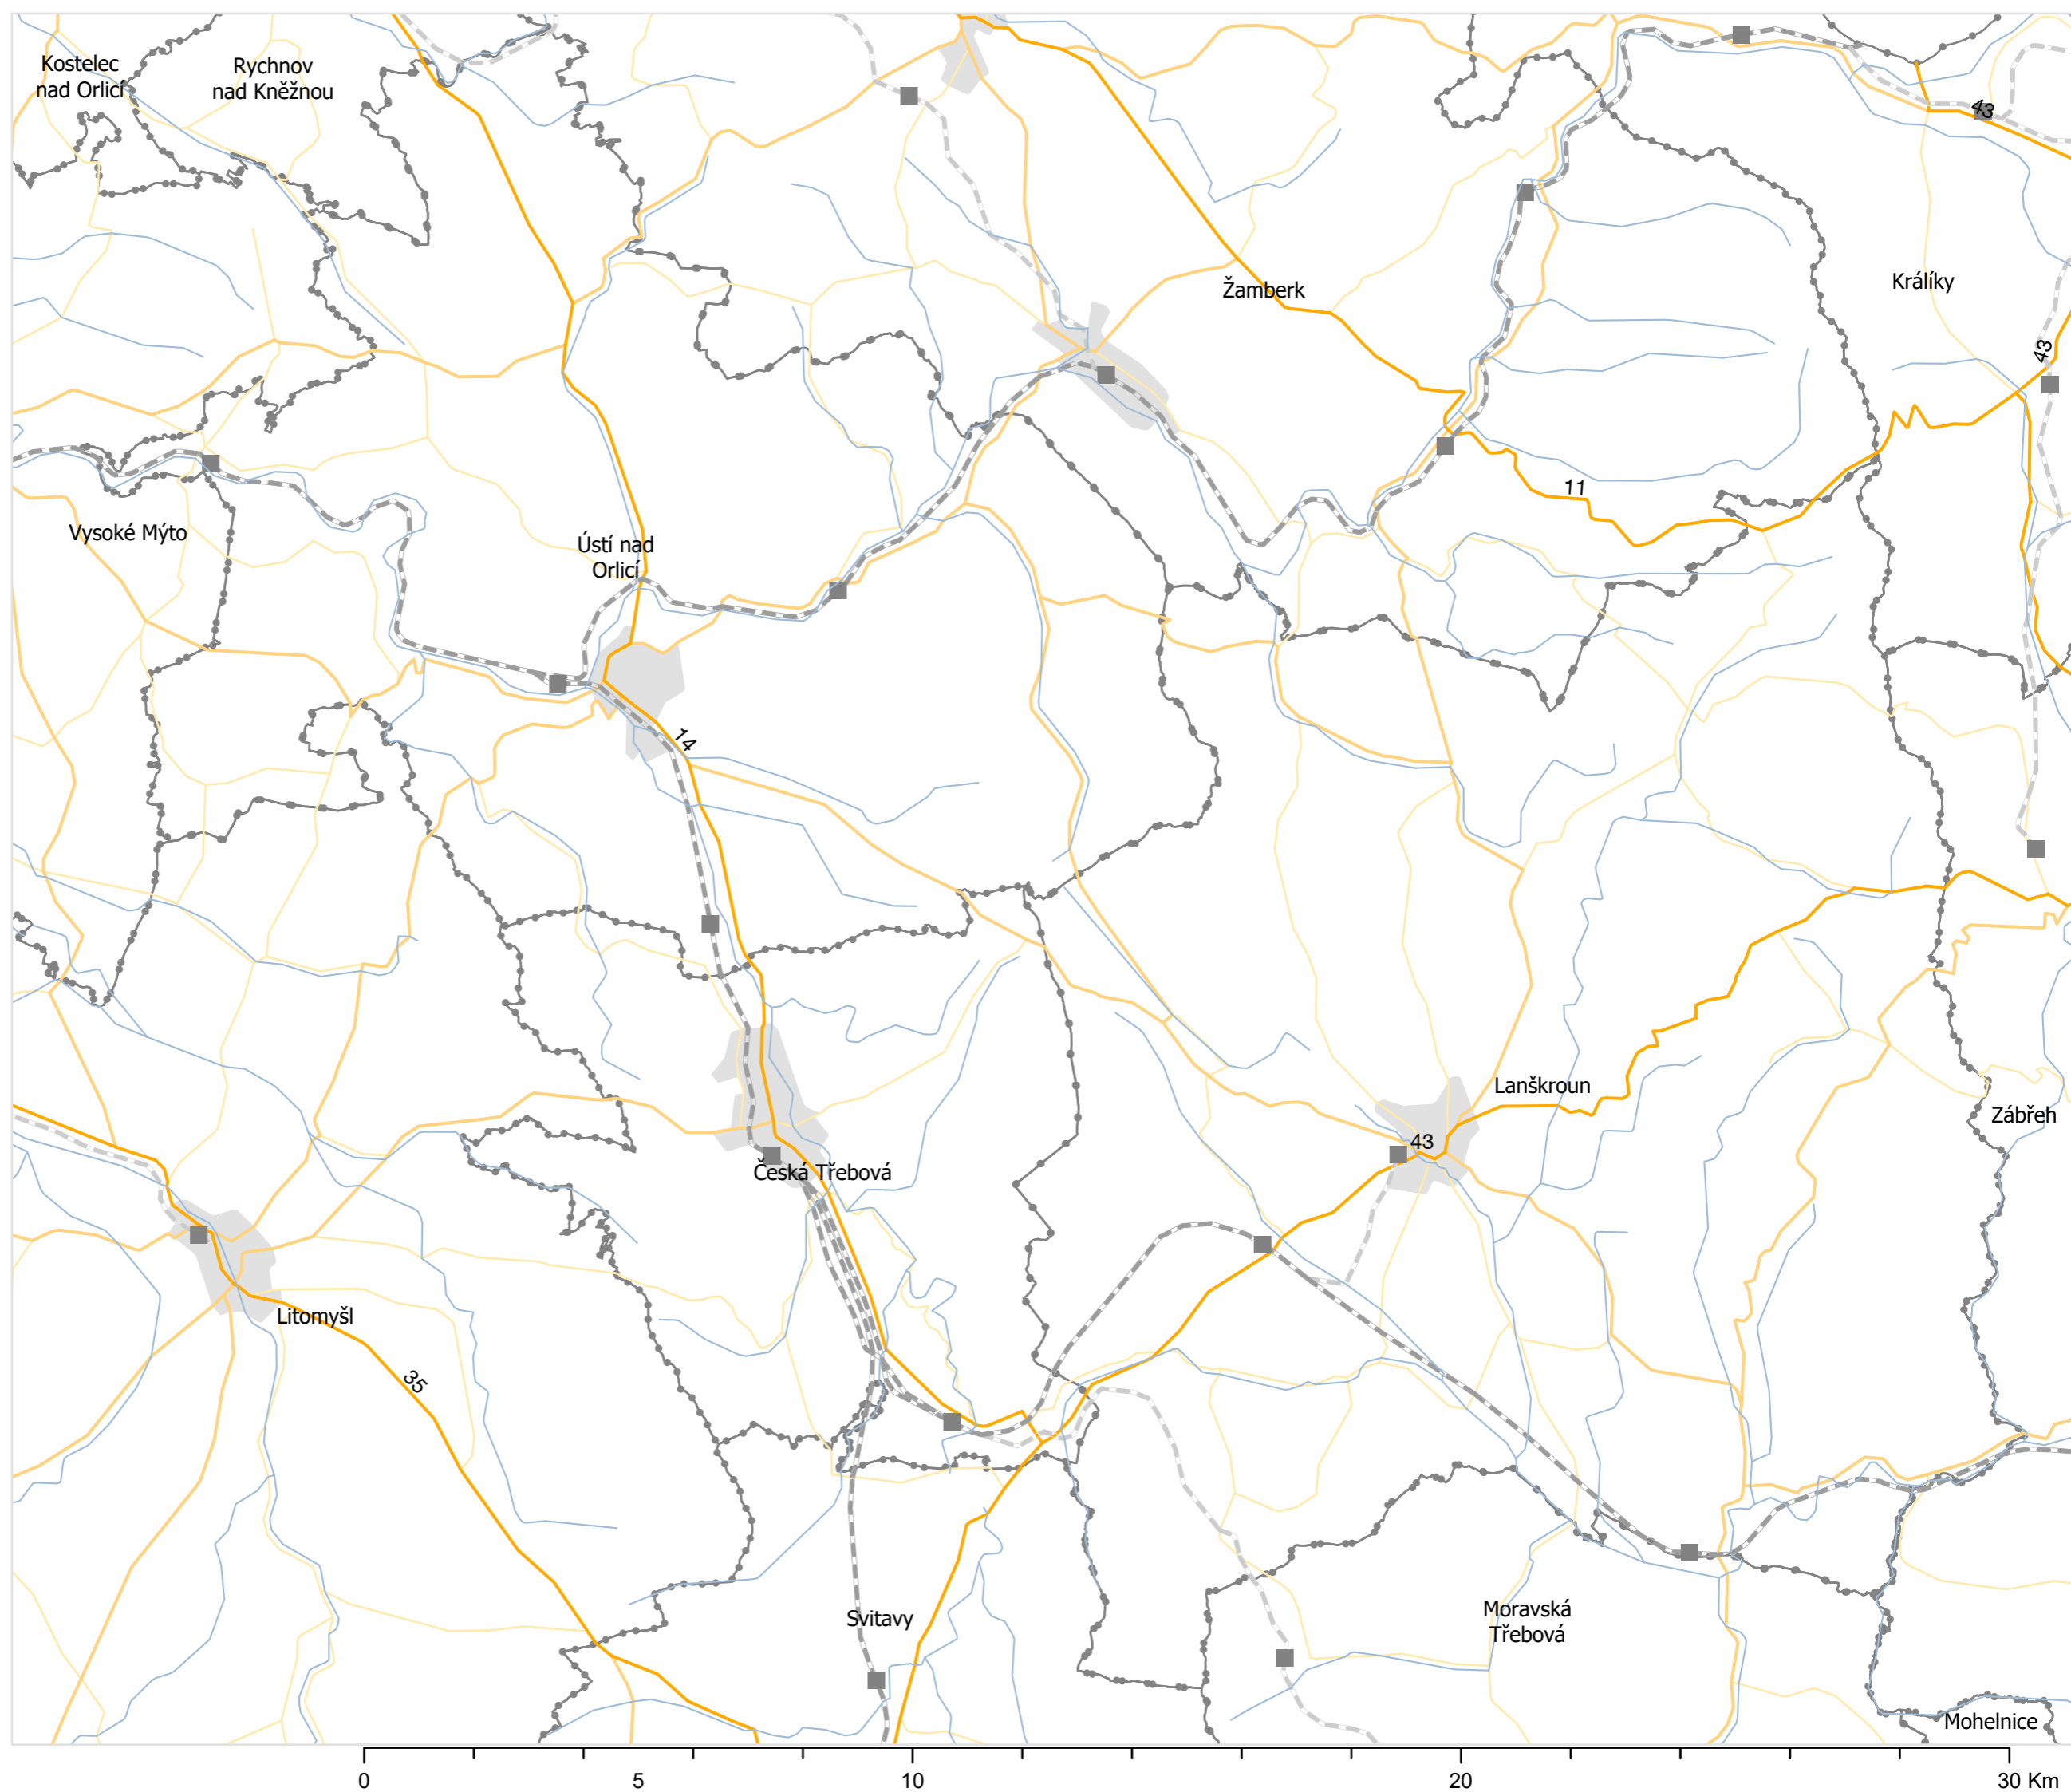 Kostelec
nad Orlicí
Rychnov
nad Kněžnou
43
Žamberk
Králíky
43
11
Vysoké Mýto
Ústí nad
Orlicí
14
Lanškroun
Zábřeh
43
Česká Třebová
Litomyšl
35
Svitavy
Moravská
Třebová
Mohelnice
0 5 10 20 30 Km